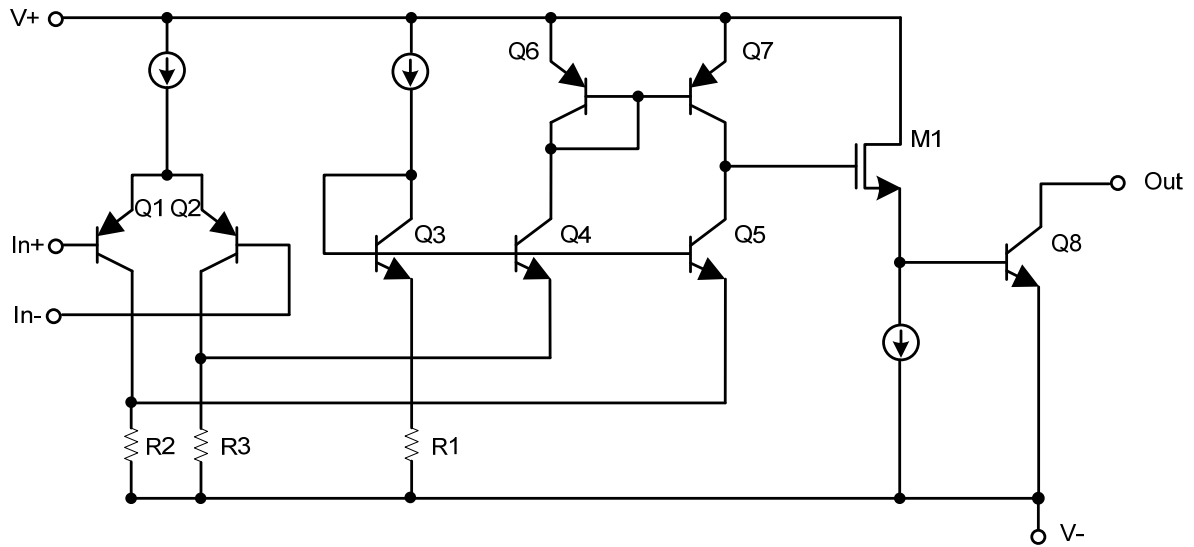 V+
Q6
Q7
M1
Q1
Q2
Out
In+
Q3
Q4
Q5
Q8
In-
R2
R3
R1
V-